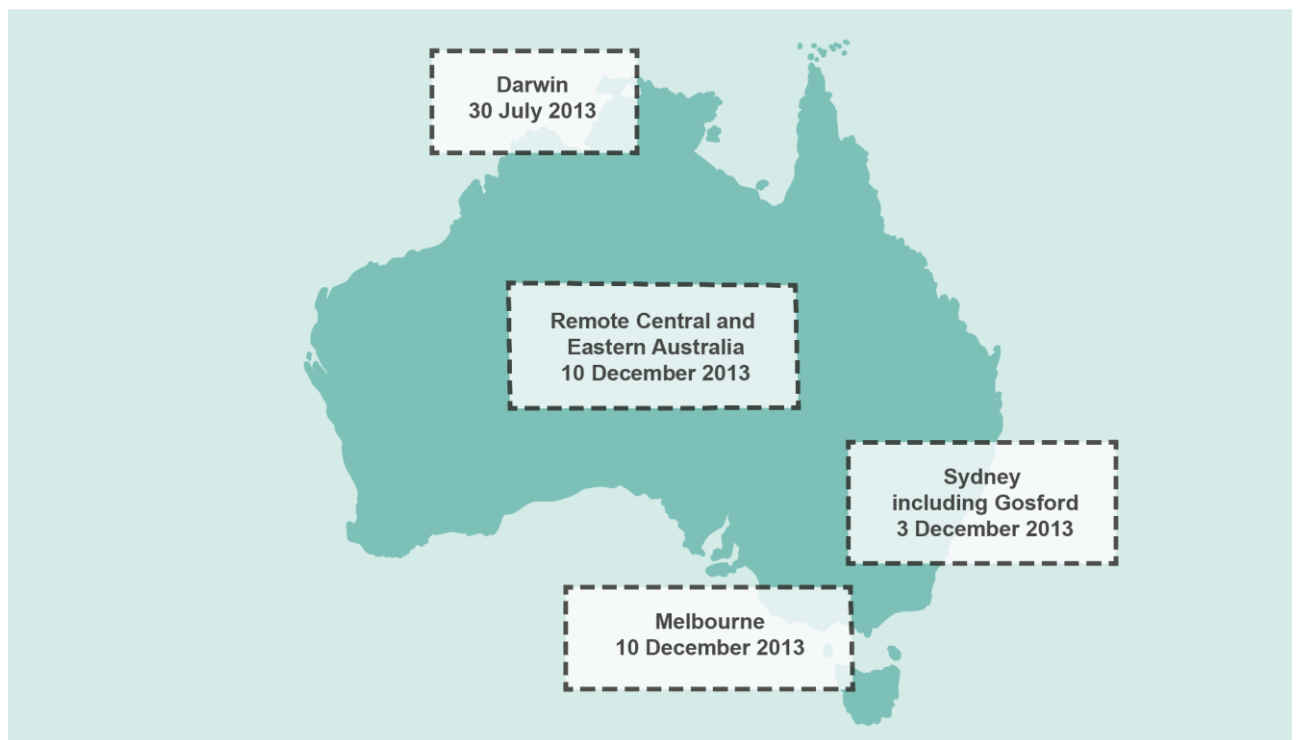 Darwin
30 July 2013
Remote Central and
Eastern Australia
10 December 2013
Sydney
including Gosford
3 December 2013
Melbourne
10 December 2013